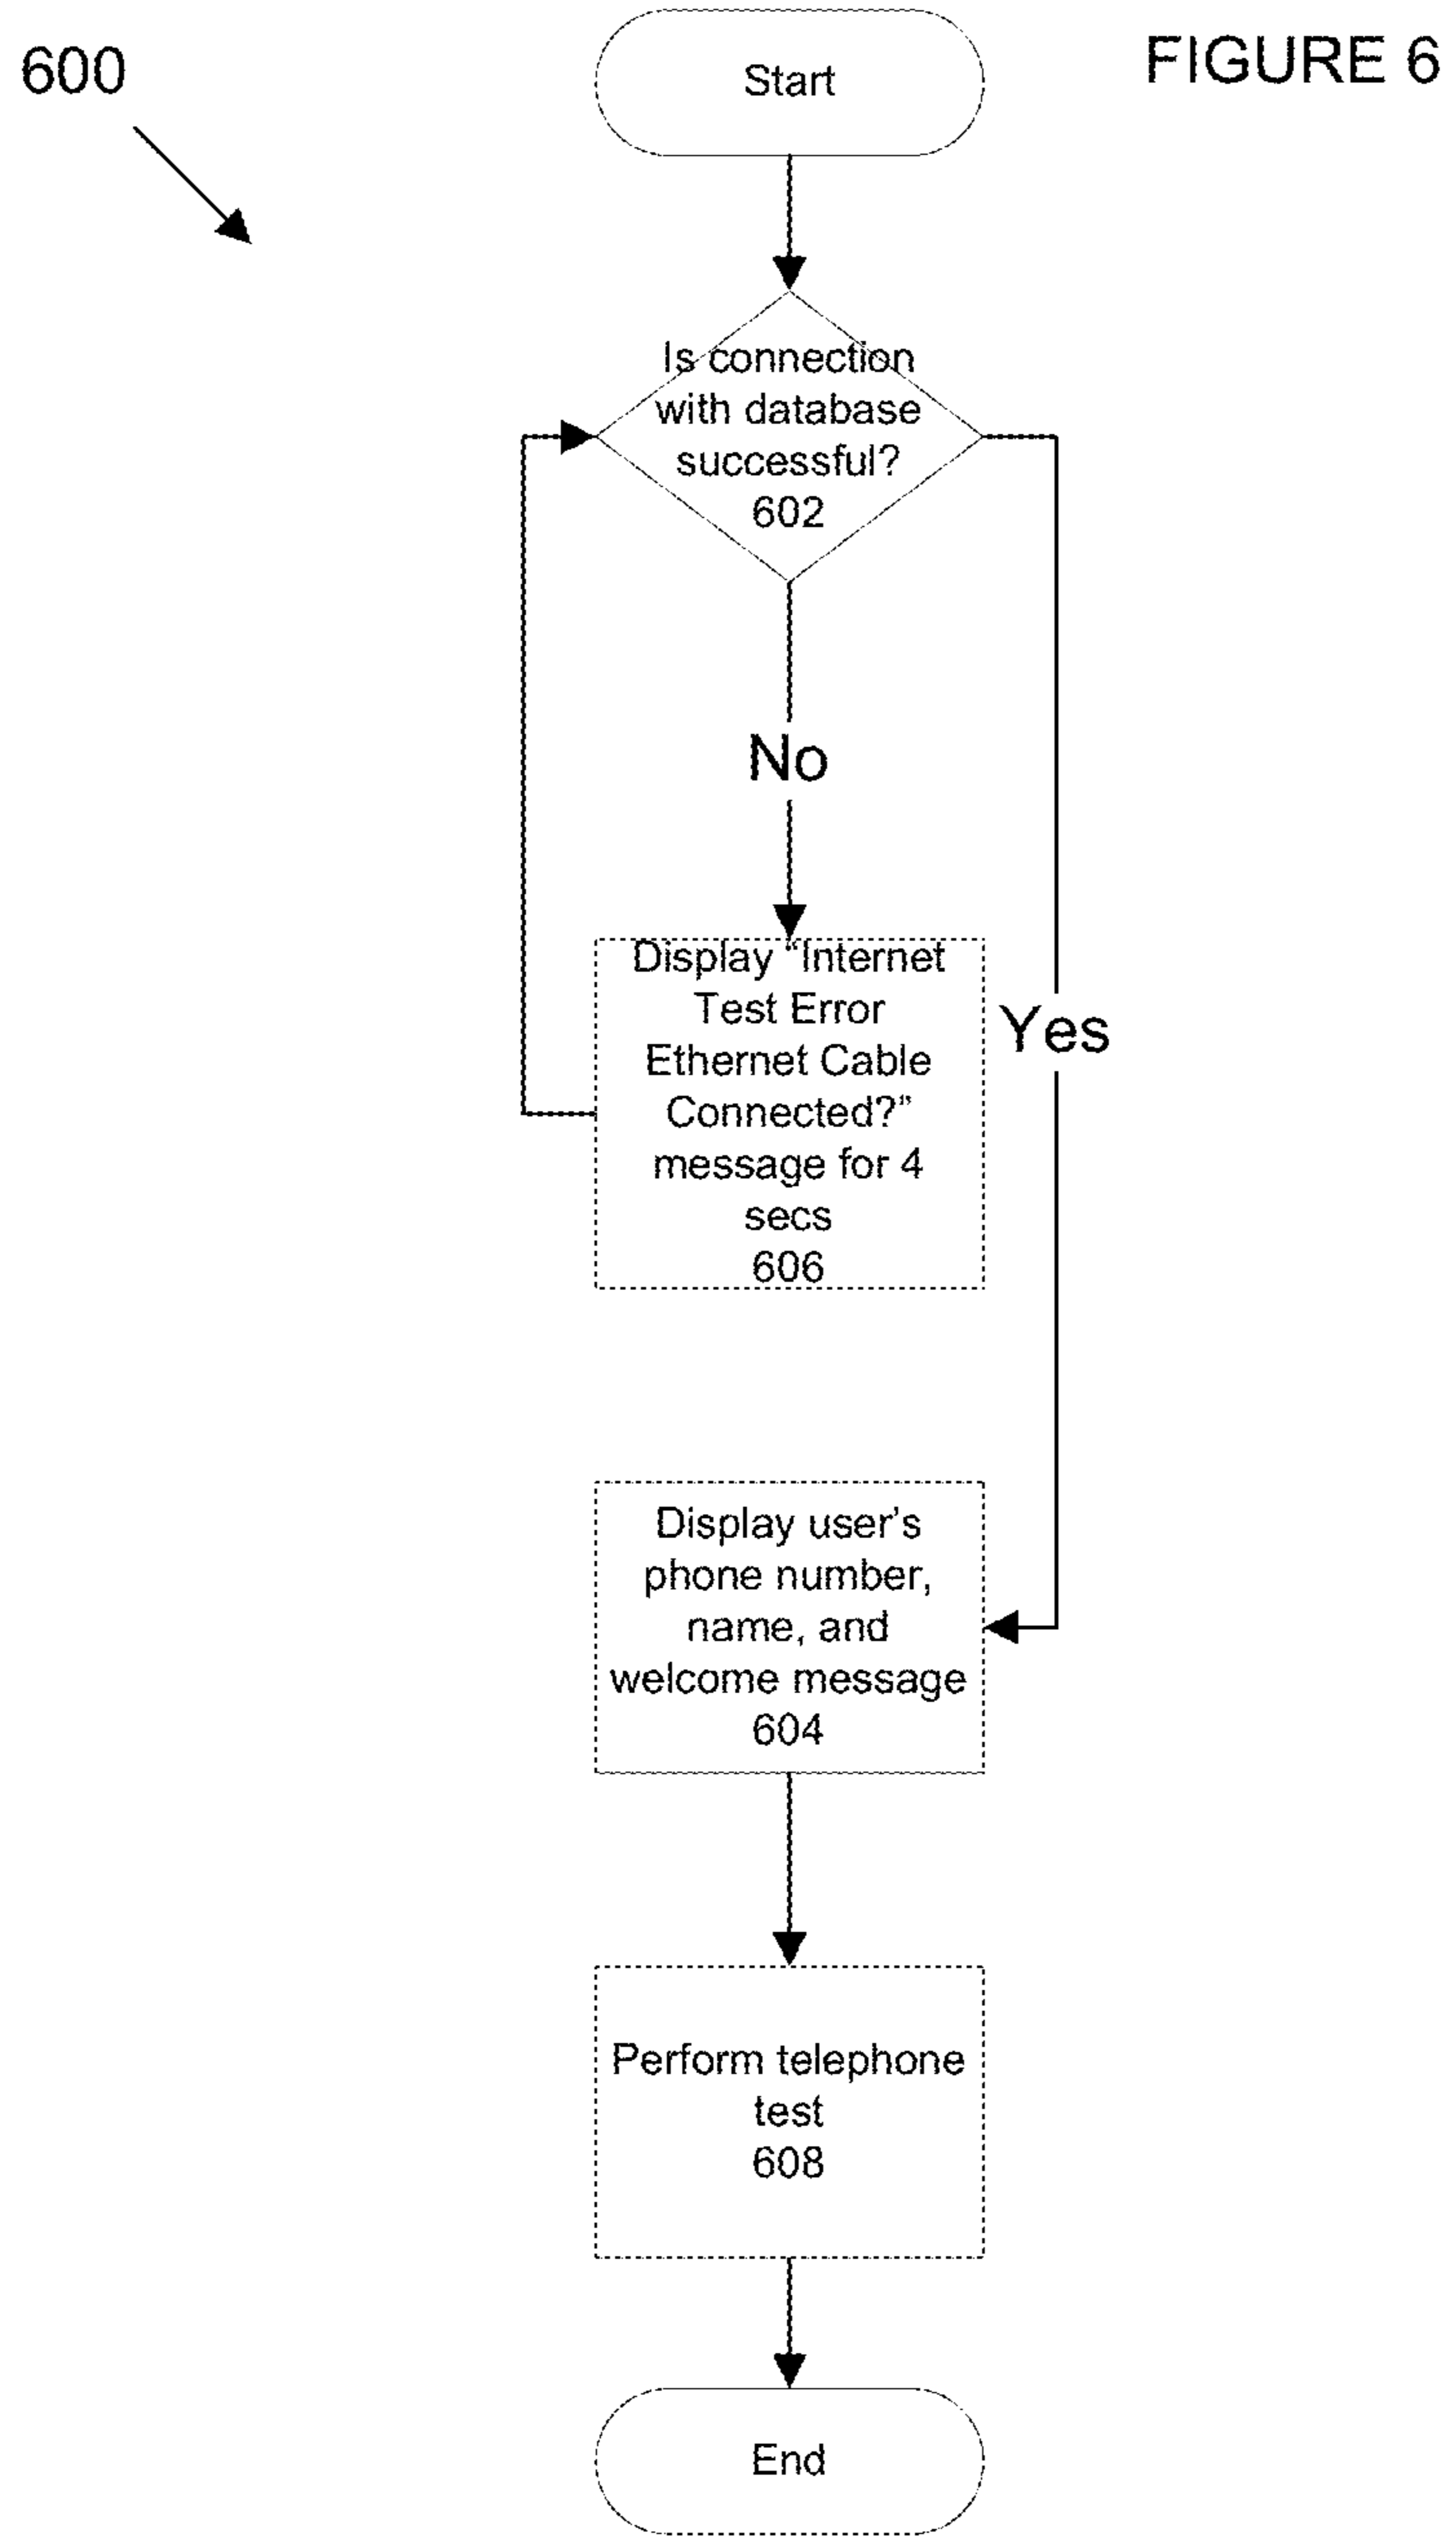 600
FIGURE 6
Start
Is connection
with database
successful?
602
No
Display “Internet
Test Error
Ethernet Cable
Connected?”
message for 4
secs
606
Yes
Display user’s
phone number,
name, and
welcome message
604
Perform telephone
test
608
End